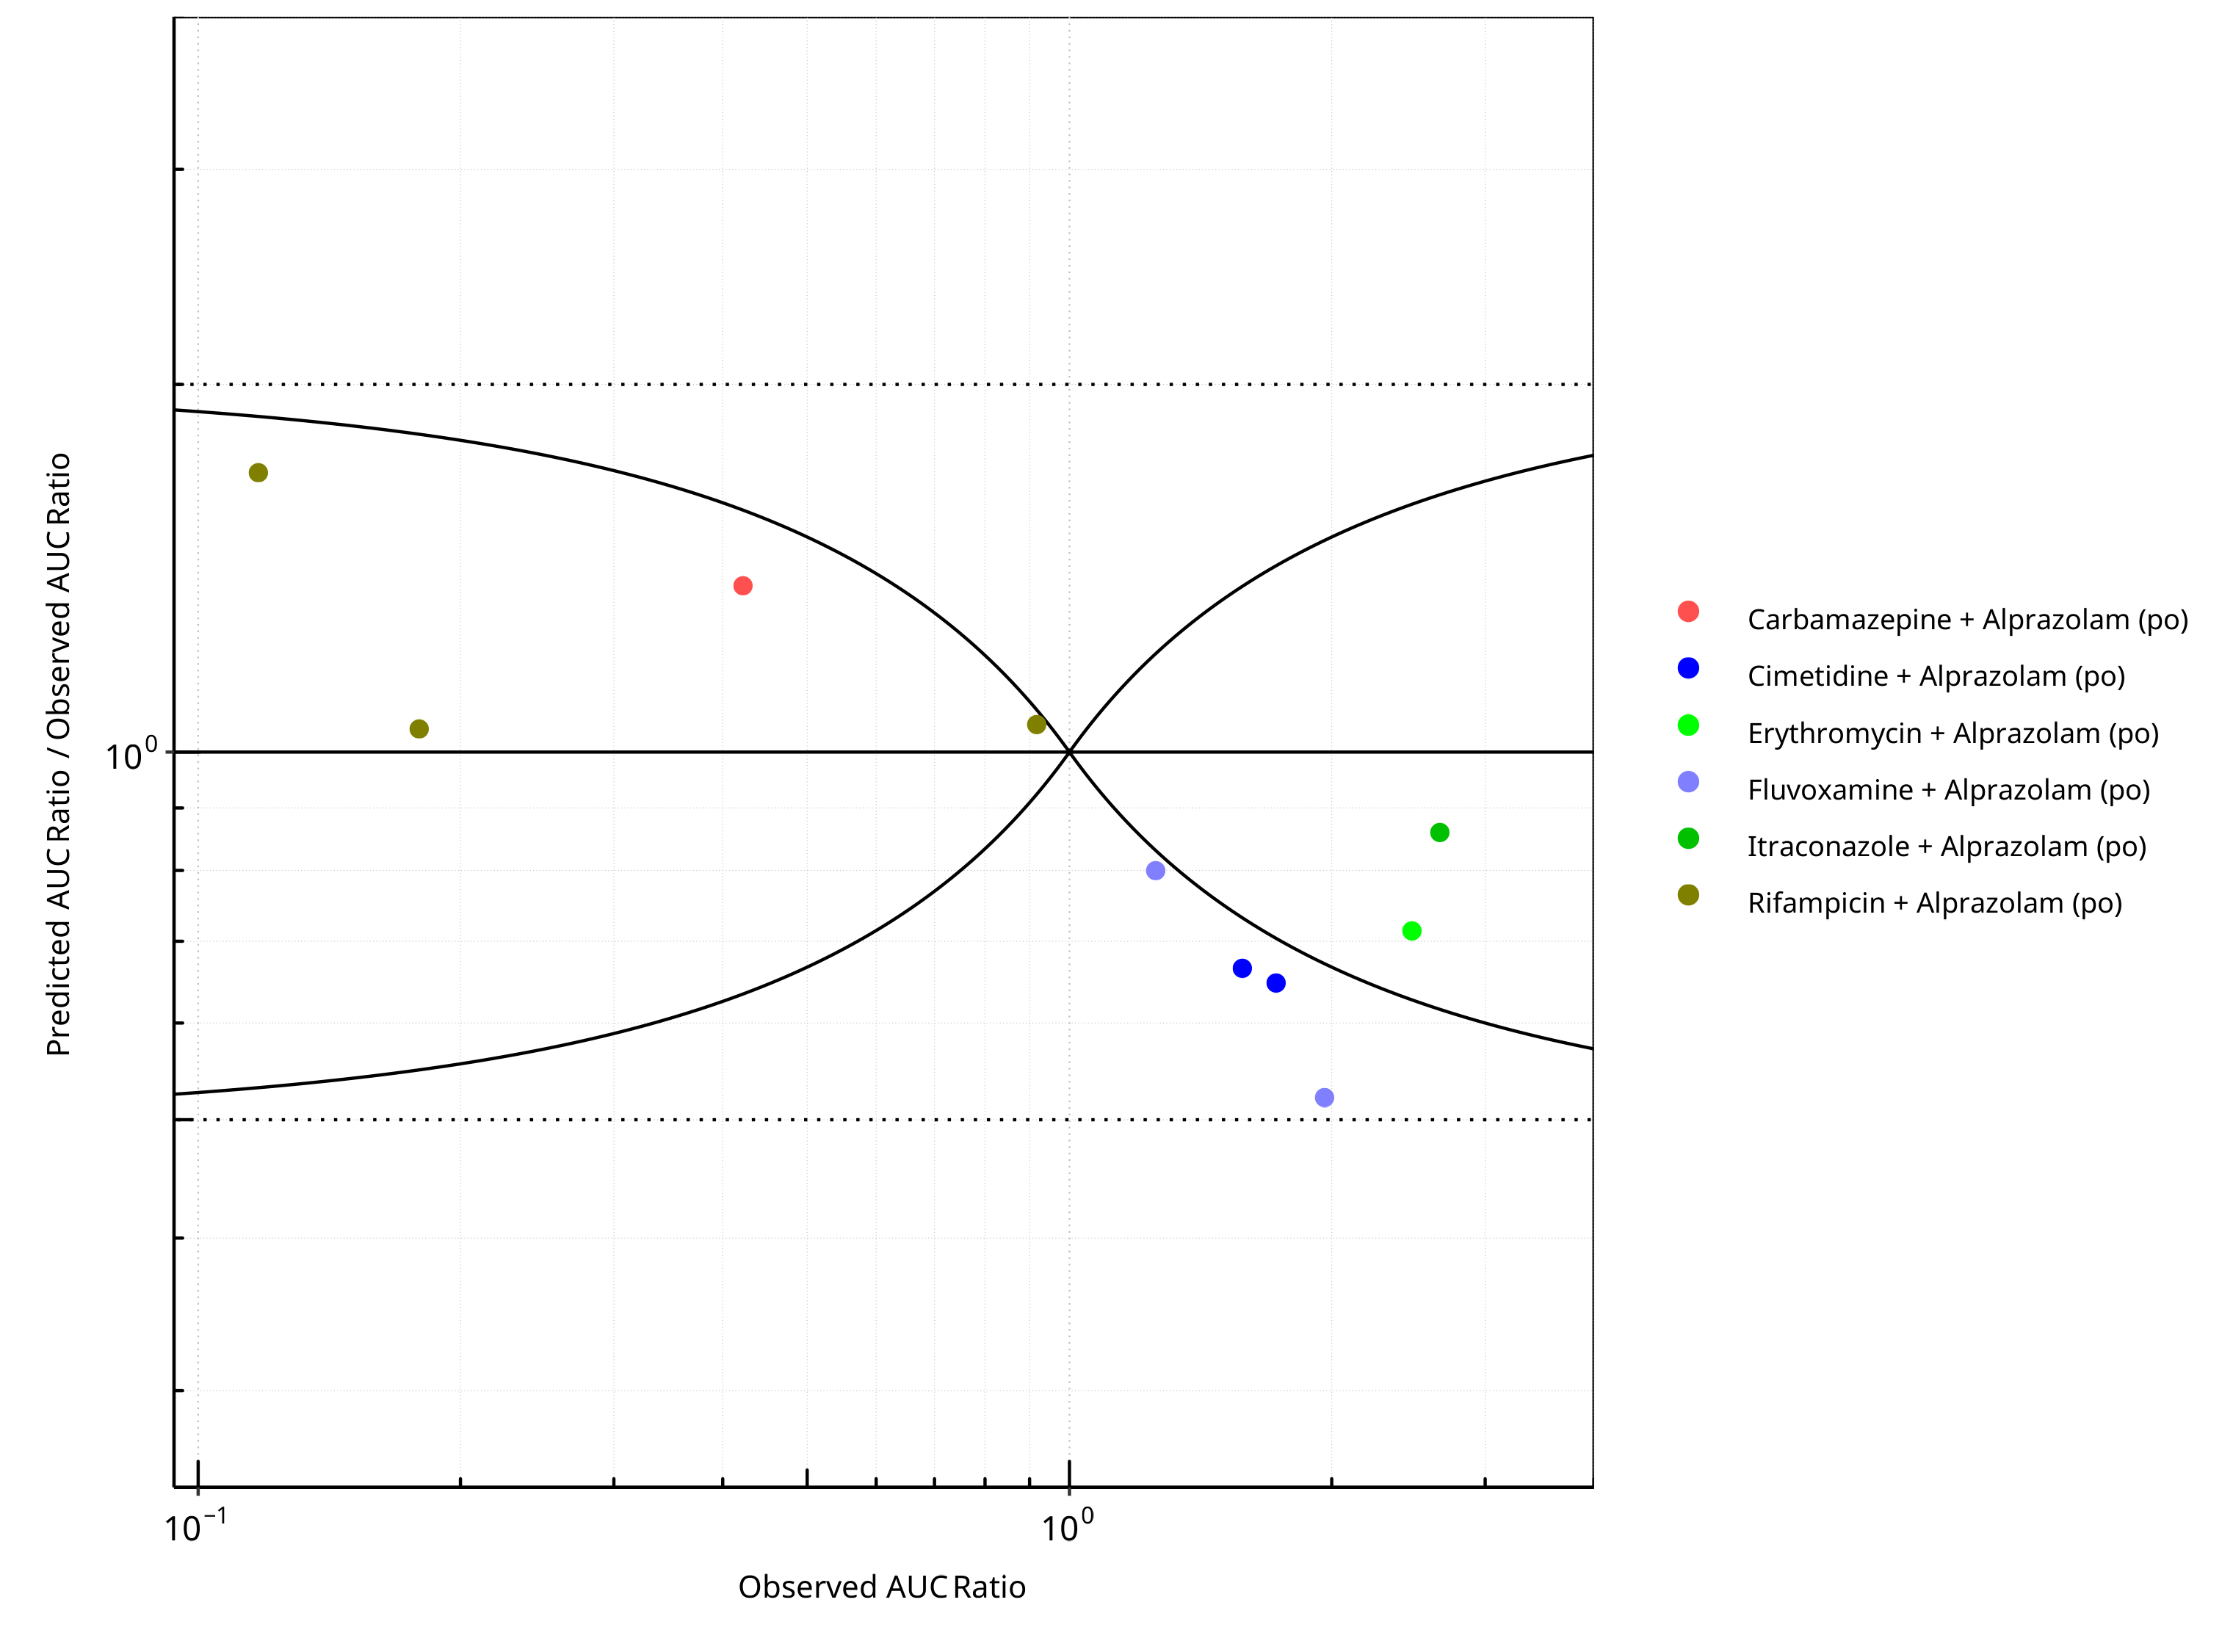 Predicted AUC Ratio / Observed AUC Ratio
10⁰
10⁻¹
10⁰
Observed AUC Ratio
Carbamazepine + Alprazolam (po)
Cimetidine + Alprazolam (po)
Erythromycin + Alprazolam (po)
Fluvoxamine + Alprazolam (po)
Itraconazole + Alprazolam (po)
Rifampicin + Alprazolam (po)